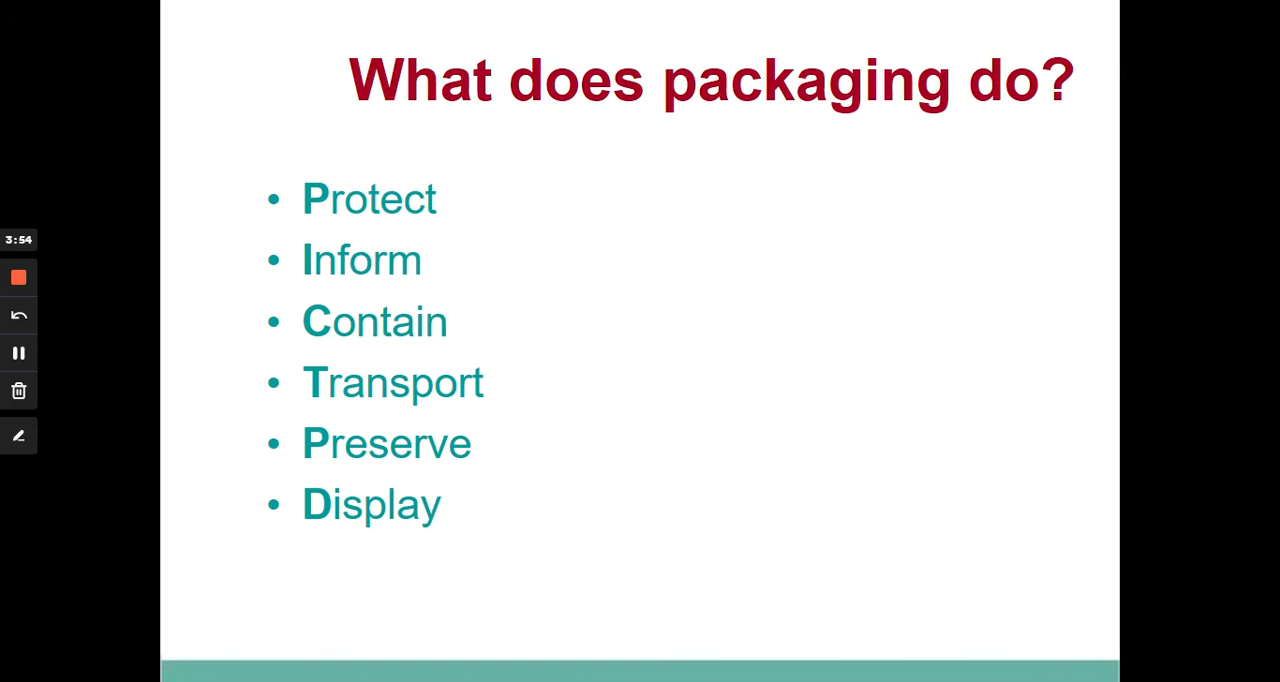 What does packaging do?
• Protect
• Inform
• Contain
3:54
• Transport
• Preserve
• Display